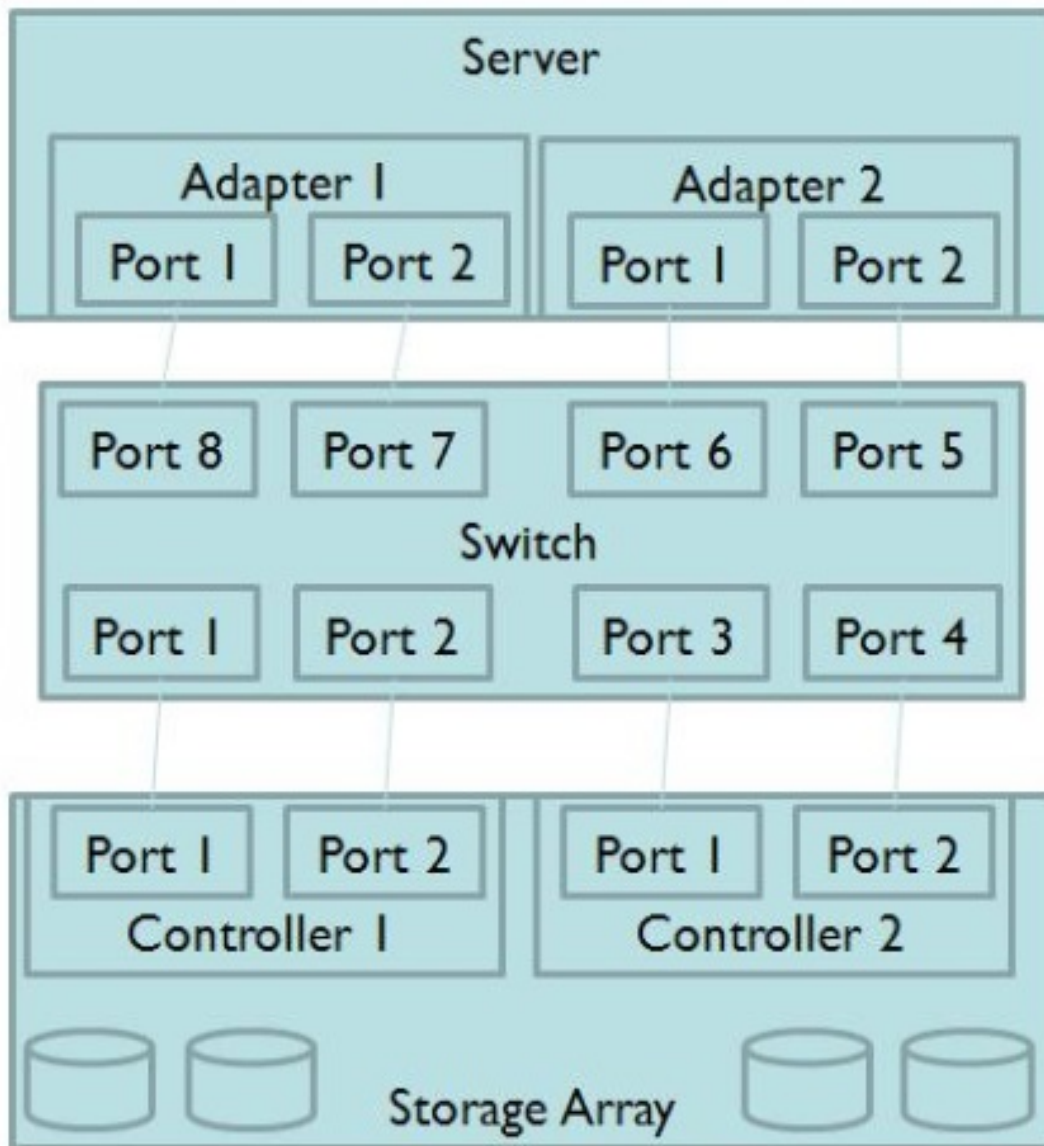 Server
Adapter 1
Adapter 2
Port 1
Port 2
Port 1
Port 2
Port 8
Port 7
Port 6
Port 5
Switch
Port 1
Port 2
Port 3
Port 4
Port 1
Port 2
Port 1
Port 2
Controller 1
Controller 2
Storage Array